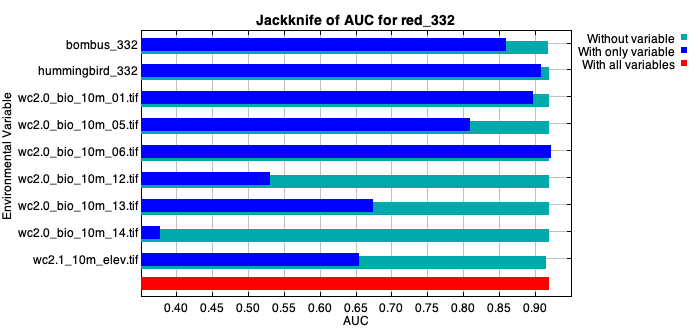 Jackknife of AUC for red_332
Without variable
With only variable
With all variables
Environmental Variable
bombus_332
hummingbird_332
wc2.0_bio_10m_01.tif
wc2.0_bio_10m_05.tif
wc2.0_bio_10m_06.tif
wc2.0_bio_10m_12.tif
wc2.0_bio_10m_13.tif
wc2.0_bio_10m_14.tif
wc2.1_10m_elev.tif
0.40 0.45 0.50 0.55 0.60 0.65 0.70 0.75 0.80 0.85 0.90
AUC